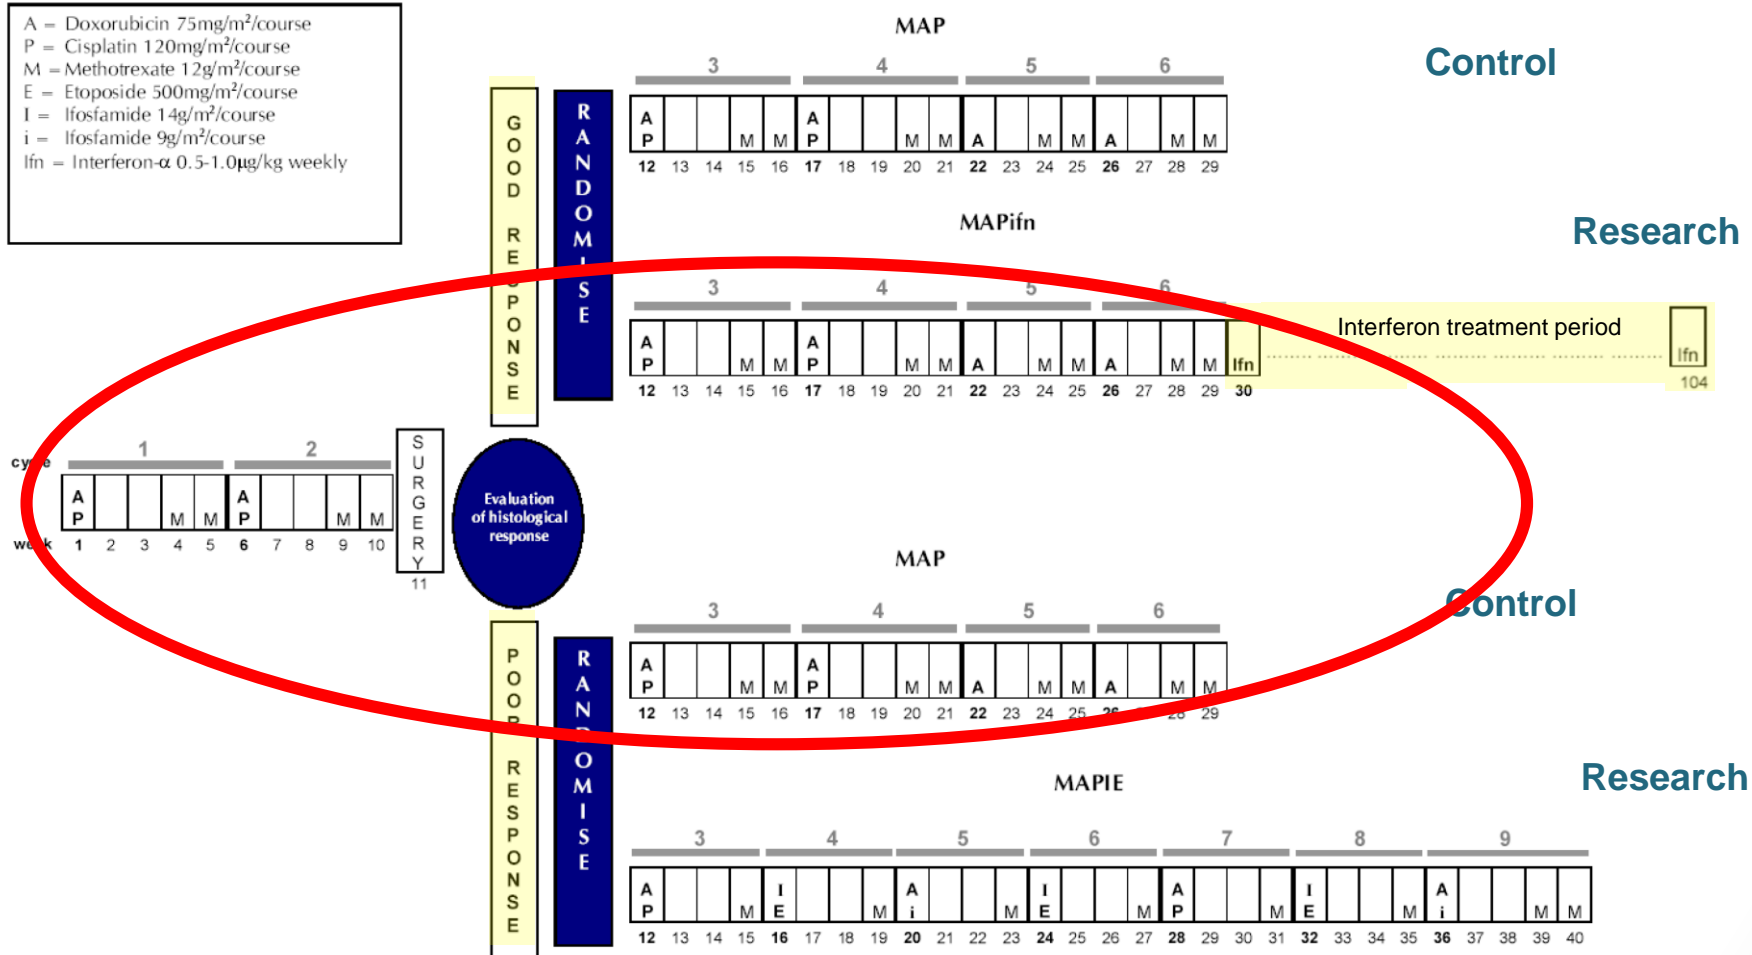 A = Doxorubicin 75mg/m²/course
P = Cisplatin 120mg/m²/course
M = Methotrexate 12g/m²/course
E = Etoposide 500mg/m²/course
I = Ifosfamide 14g/m²/course
i = Ifosfamide 9g/m²/course
Ifn = Interferon-α 0.5-1.0µg/kg weekly
MAP
Control
3 4 5 6
A P M M A P M M A M M A M M
12 13 14 15 16 17 18 19 20 21 22 23 24 25 26 27 28 29
GOOD RESPONSE
RANDOMISE
MAPifn
Research
3 4 5 6
A P M M A P M M A M M A M M Ifn
Interferon treatment period
Ifn
12 13 14 15 16 17 18 19 20 21 22 23 24 25 26 27 28 29 30
104
cycle 1 2
A P M M A P M M
week 1 2 3 4 5 6 7 8 9 10
SURGERY
11
Evaluation
of histological
response
MAP
Control
3 4 5 6
A P M M A P M M A M M A M M
12 13 14 15 16 17 18 19 20 21 22 23 24 25 26 27 28 29
POOR RESPONSE
RANDOMISE
MAPIE
Research
3 4 5 6 7 8 9
A P M I E M A i M I E M A P M I E M A i M M
12 13 14 15 16 17 18 19 20 21 22 23 24 25 26 27 28 29 30 31 32 33 34 35 36 37 38 39 40